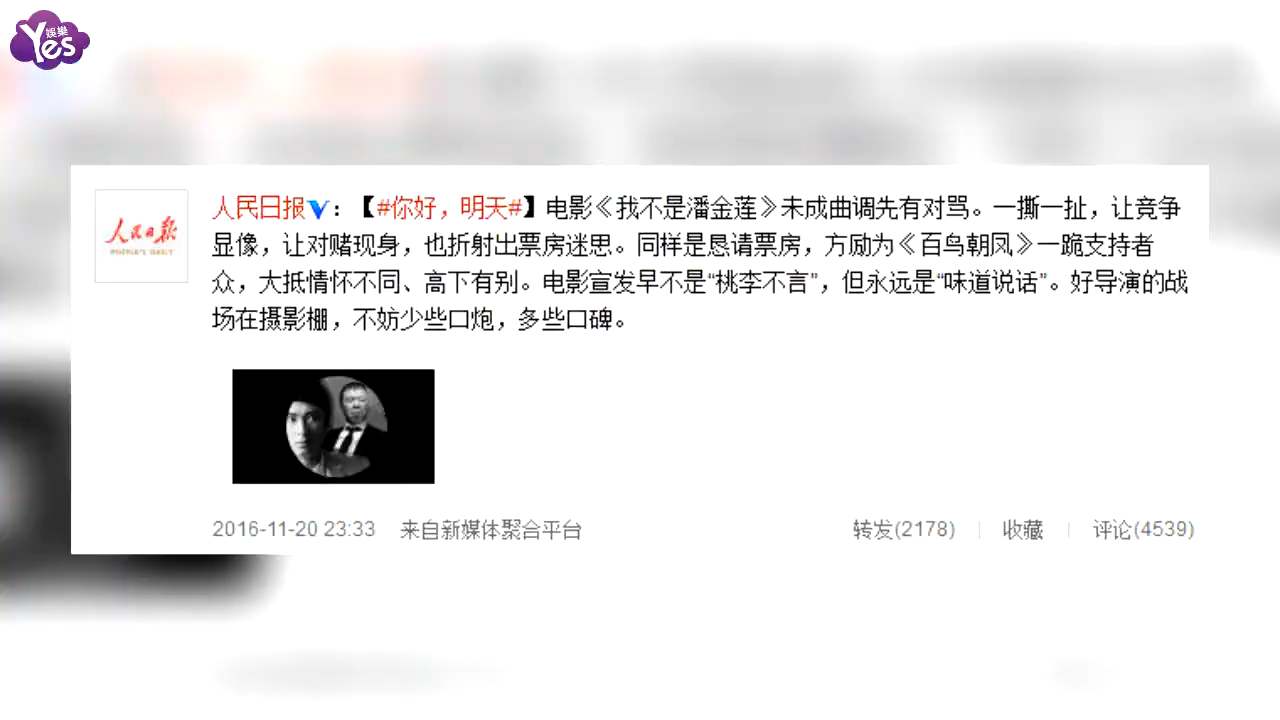 Yes娛樂
人民日报
PEOPLE'S DAILY
人民日报V：【#你好，明天#】电影《我不是潘金莲》未成曲调先有对骂。一撕一扯，让竞争
显像，让对赌现身，也折射出票房迷思。同样是恳请票房，方励为《百鸟朝凤》一跪支持者
众，大抵情怀不同、高下有别。电影宣发早不是“桃李不言”，但永远是“味道说话”。好导演的战
场在摄影棚，不妨少些口炮，多些口碑。
2016-11-20 23:33 来自新媒体聚合平台 转发(2178) | 收藏 | 评论(4539)